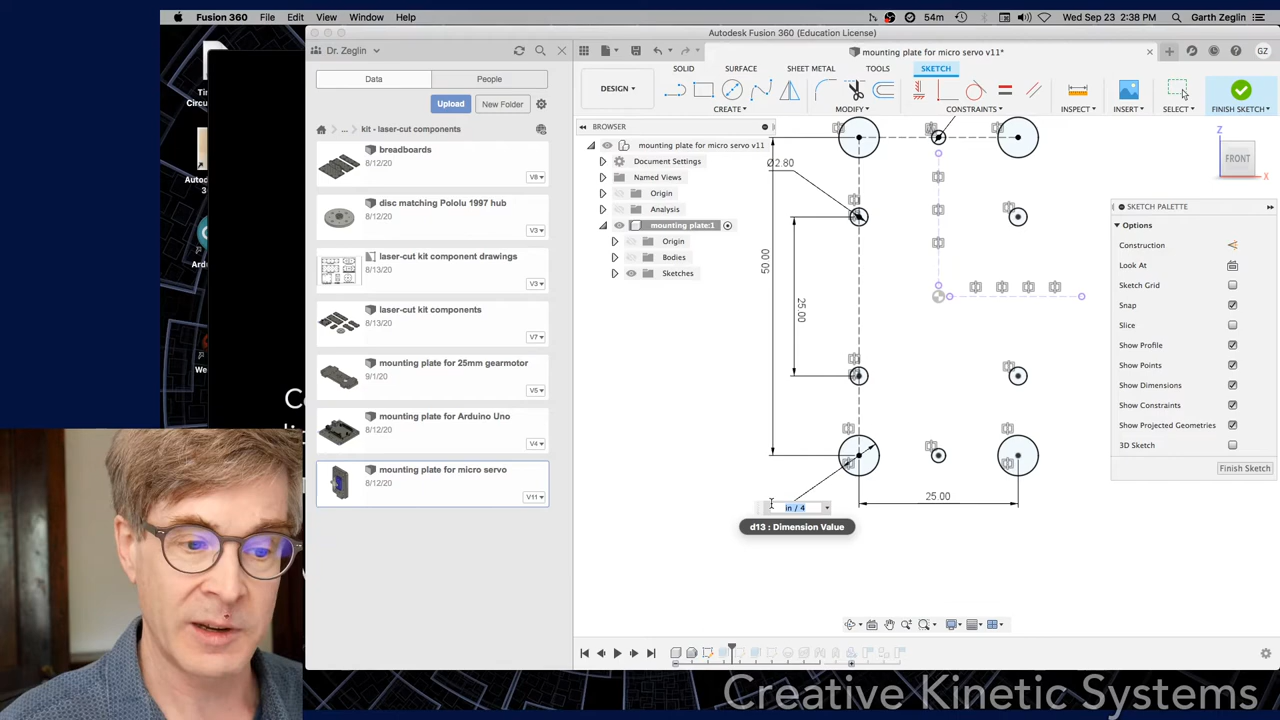 Fusion 360 File Edit View Window Help
54m Wed Sep 23 2:38 PM Garth Zeglin
Autodesk Fusion 360 (Education License)
Dr. Zeglin
mounting plate for micro servo v11*
GZ
Data People
Upload New Folder
... kit - laser-cut components
breadboards
8/12/20
V8
disc matching Pololu 1997 hub
8/12/20
V3
laser-cut kit component drawings
8/13/20
V3
laser-cut kit components
8/13/20
V7
mounting plate for 25mm gearmotor
9/1/20
V5
mounting plate for Arduino Uno
8/12/20
V4
mounting plate for micro servo
8/12/20
V11
DESIGN
SOLID SURFACE SHEET METAL TOOLS SKETCH
CREATE MODIFY CONSTRAINTS INSPECT INSERT SELECT FINISH SKETCH
BROWSER
mounting plate for micro servo v11
Document Settings
Named Views
Origin
Analysis
mounting plate:1
Origin
Bodies
Sketches
Ø2.80
50.00
25.00
25.00
in / 4
d13 : Dimension Value
Z
FRONT
X
SKETCH PALETTE
Options
Construction
Look At
Sketch Grid
Snap
Slice
Show Profile
Show Points
Show Dimensions
Show Constraints
Show Projected Geometries
3D Sketch
Finish Sketch
Creative Kinetic Systems